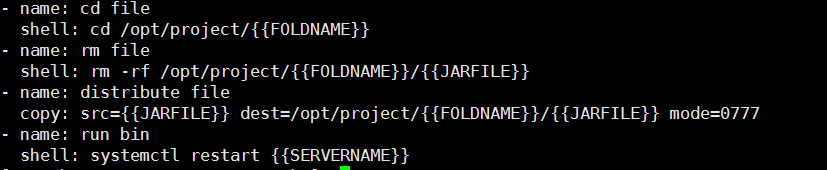 - name: cd file
  shell: cd /opt/project/{{FOLDNAME}}
- name: rm file
  shell: rm -rf /opt/project/{{FOLDNAME}}/{{JARFILE}}
- name: distribute file
  copy: src={{JARFILE}} dest=/opt/project/{{FOLDNAME}}/{{JARFILE}} mode=0777
- name: run bin
  shell: systemctl restart {{SERVERNAME}}